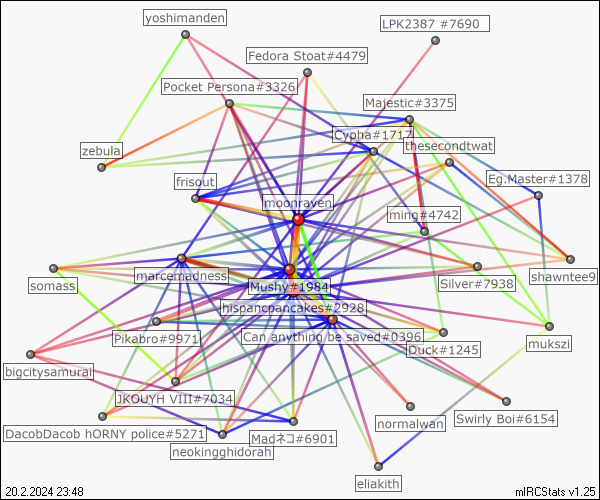 yoshimanden
LPK2387 #7690
Fedora Stoat#4479
Pocket Persona#3326
Majestic#3375
Cypha#1717
thesecondtwat
zebula
frisout
Eg.Master#1378
moonraven
ming#4742
marcemadness
shawntee9
somass
Mushy#1984
Silver#7938
hispancpancakes#2928
Pikabro#9971
Can anything be saved#0396
mukszi
Duck#1245
bigcitysamurai
JKOUYH VIII#7034
normalwan
Swirly Boi#6154
DacobDacob hORNY police#5271
Madネコ#6901
neokingghidorah
eliakith
20.2.2024 23:48
mIRCStats v1.25